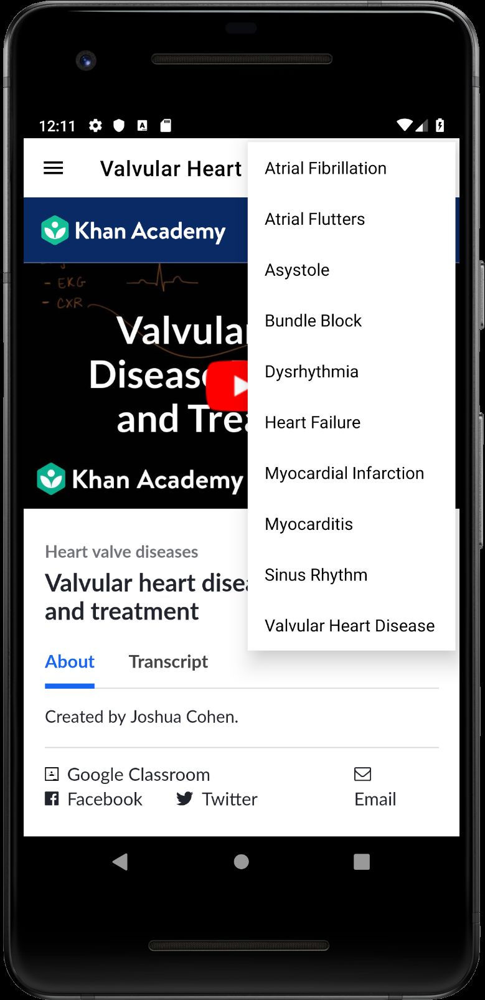 12:11
Valvular Heart
Atrial Fibrillation
Atrial Flutters
Asystole
Bundle Block
Dysrhythmia
Heart Failure
Myocardial Infarction
Myocarditis
Sinus Rhythm
Valvular Heart Disease
Khan Academy
- EKG
- CXR
Valvular
Disease
and Trea
Khan Academy
Heart valve diseases
Valvular heart disea
and treatment
About Transcript
Created by Joshua Cohen.
Google Classroom
Facebook Twitter Email